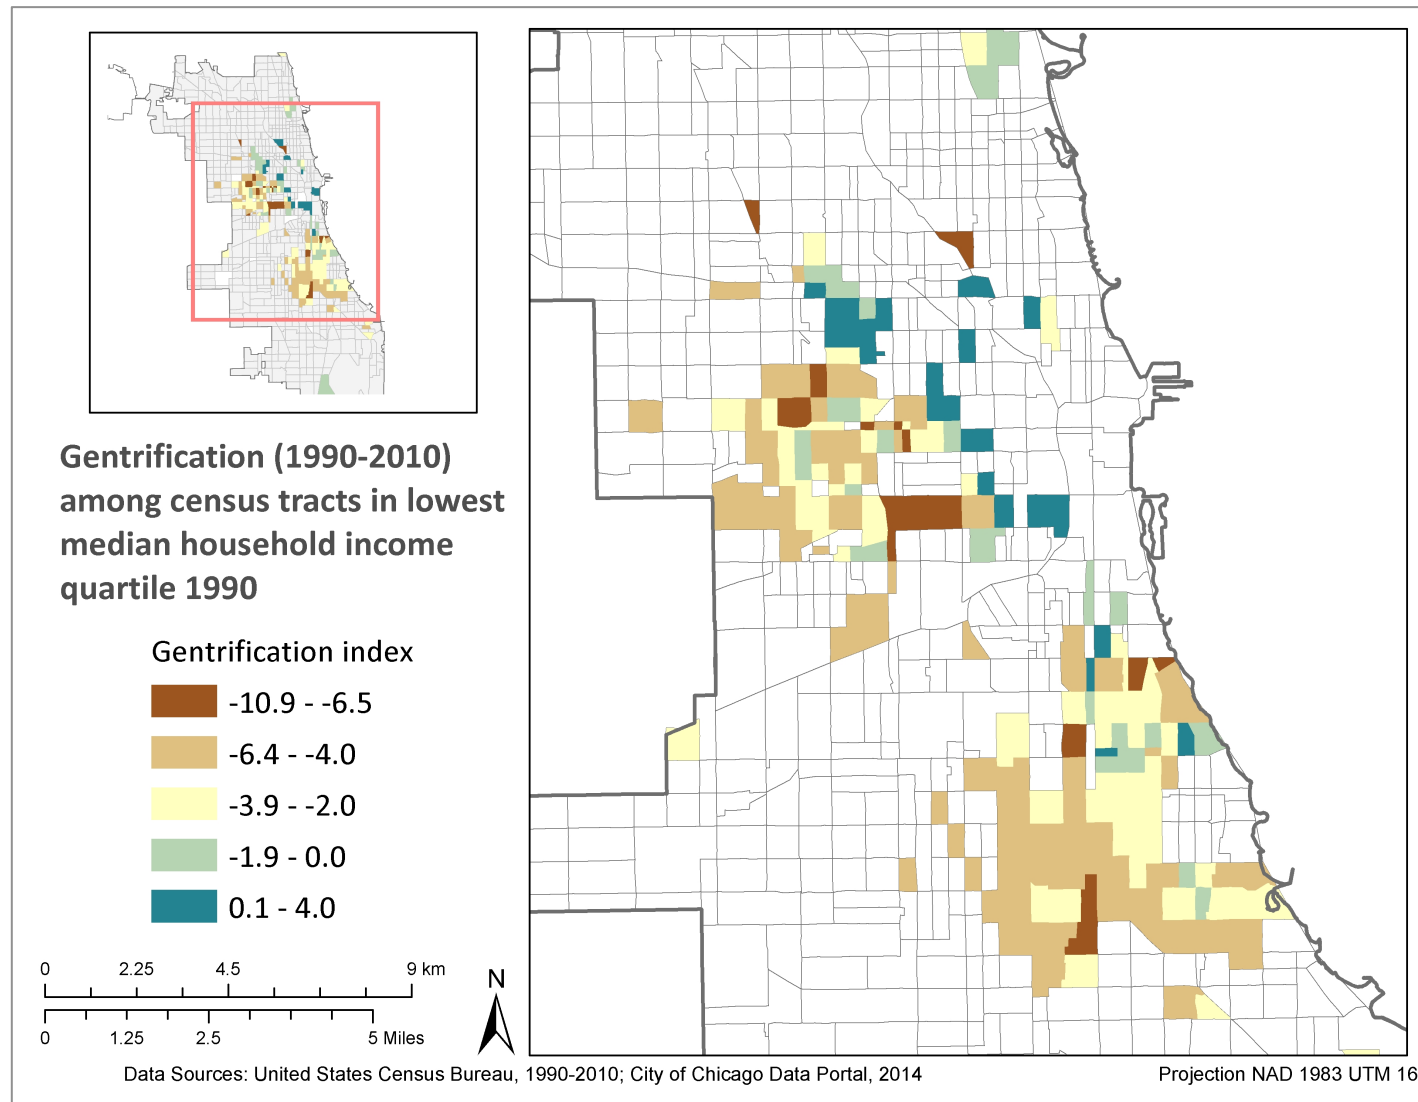 Gentrification (1990-2010)
among census tracts in lowest
median household income
quartile 1990
Gentrification index
-10.9 - -6.5
-6.4 - -4.0
-3.9 - -2.0
-1.9 - 0.0
0.1 - 4.0
0 2.25 4.5 9 km
0 1.25 2.5 5 Miles
N
Data Sources: United States Census Bureau, 1990-2010; City of Chicago Data Portal, 2014
Projection NAD 1983 UTM 16